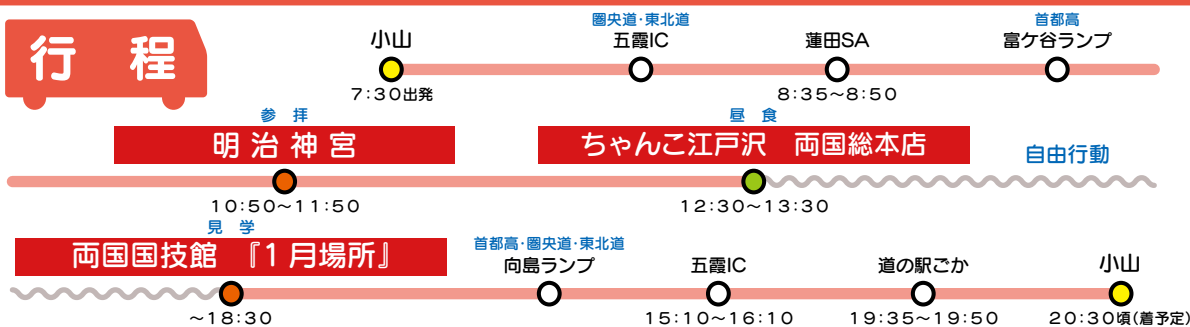 行 程
圏央道・東北道
首都高
小山
五霞IC
蓮田SA
富ケ谷ランプ
7:30出発
8:35~8:50
参 拝
昼 食
明治神宮
ちゃんこ江戸沢 両国総本店
自由行動
10:50~11:50
12:30~13:30
見 学
両国国技館 『1月場所』
首都高・圏央道・東北道
向島ランプ
五霞IC
道の駅ごか
小山
~18:30
15:10~16:10
19:35~19:50
20:30頃(着予定)